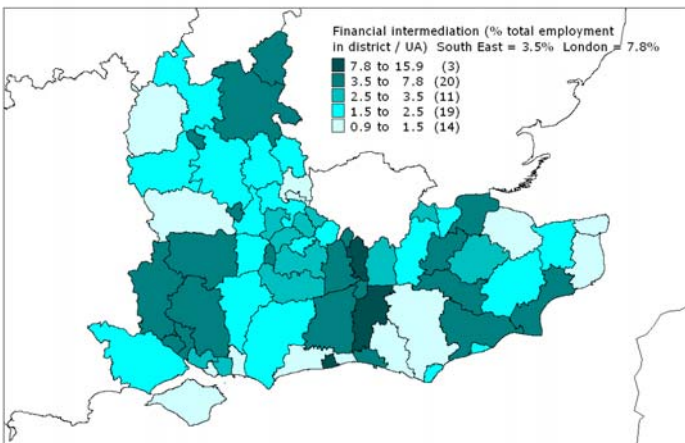 Financial intermediation (% total employment
in district / UA) South East = 3.5% London = 7.8%
7.8 to 15.9 (3)
3.5 to 7.8 (20)
2.5 to 3.5 (11)
1.5 to 2.5 (19)
0.9 to 1.5 (14)